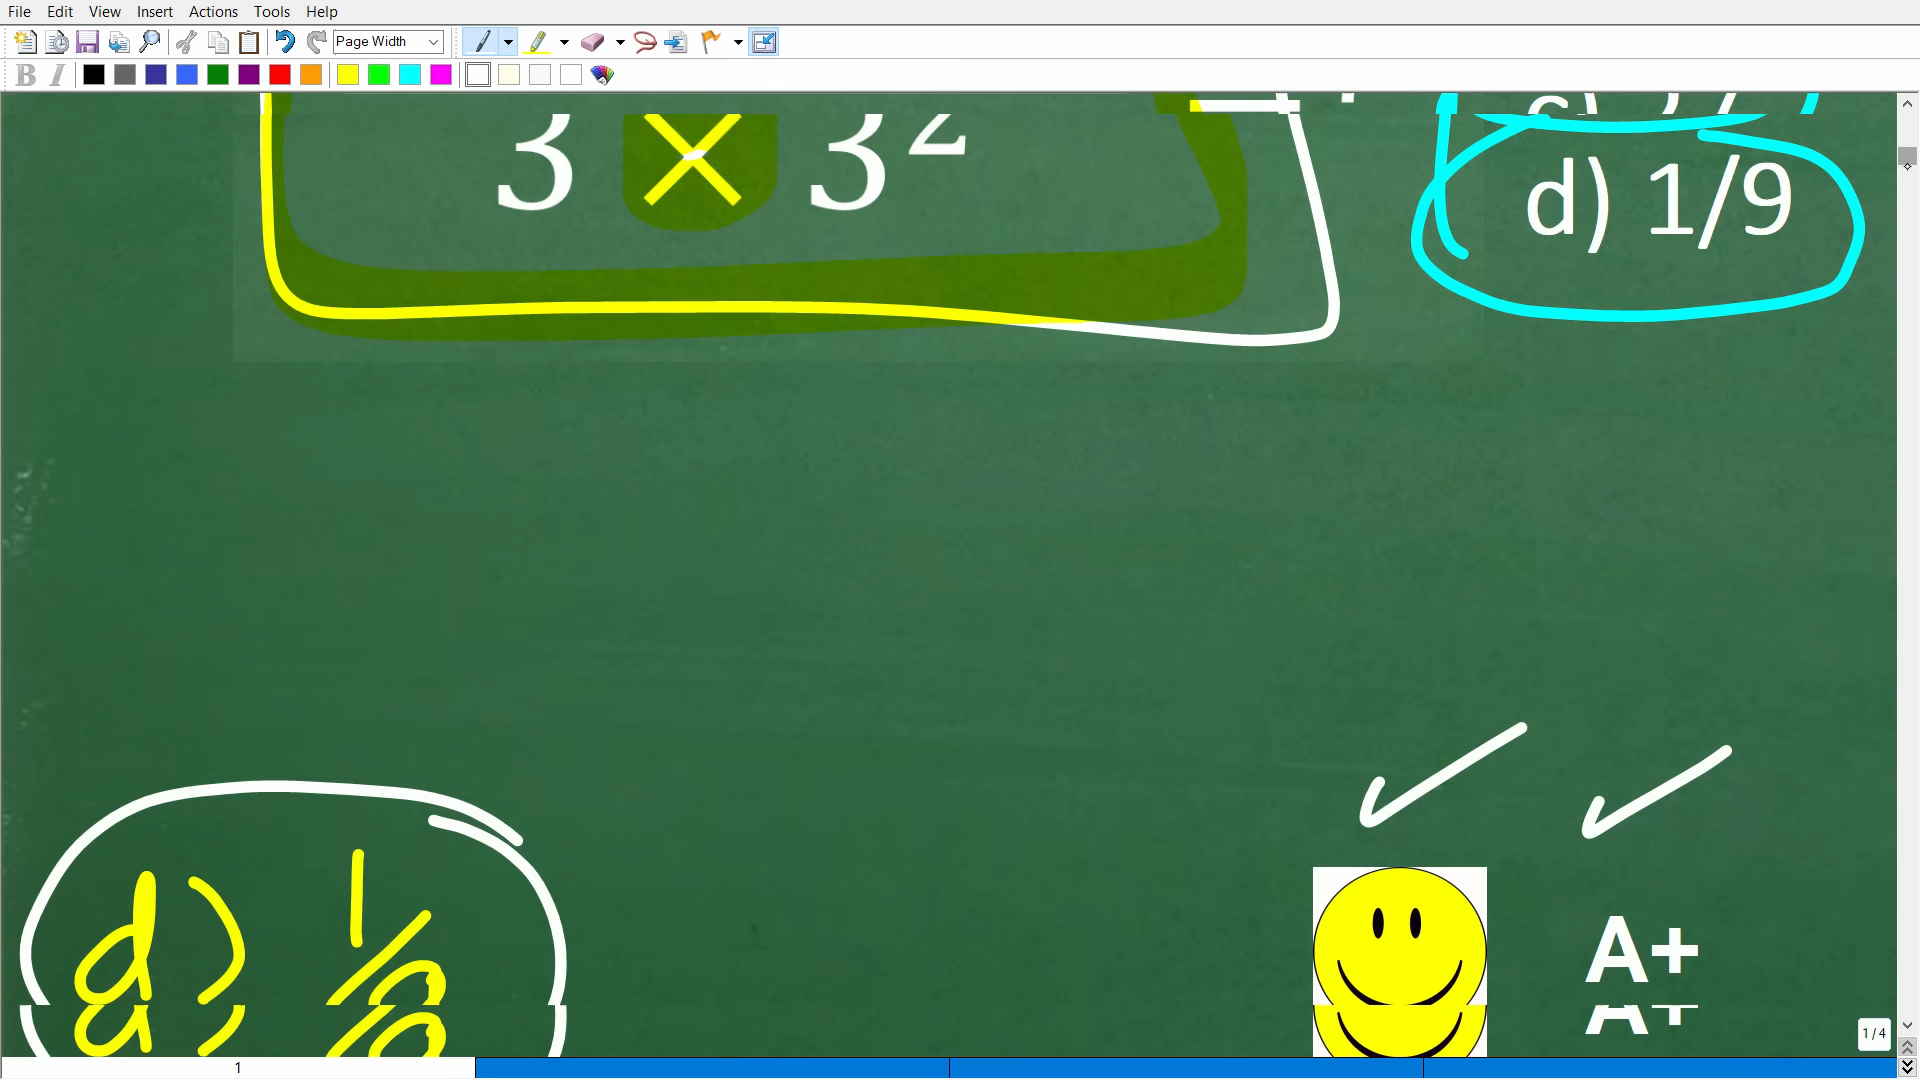 File Edit View Insert Actions Tools Help
Page Width
B I
3 × 3²
d) 1/9
d) 1/9
A+
1 / 4
1